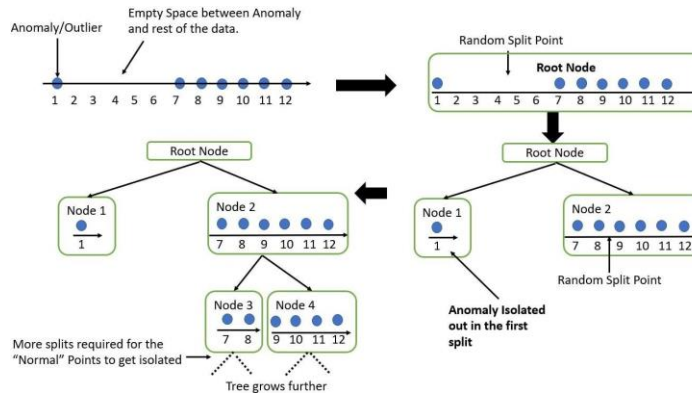 Anomaly/Outlier
Empty Space between Anomaly
and rest of the data.
1 2 3 4 5 6 7 8 9 10 11 12
Random Split Point
Root Node
1 2 3 4 5 6 7 8 9 10 11 12
Root Node
Node 1
1
Node 2
7 8 9 10 11 12
Node 3
7 8
Node 4
9 10 11 12
More splits required for the
"Normal" Points to get isolated
Tree grows further
Root Node
Node 1
1
Node 2
7 8 9 10 11 12
Random Split Point
Anomaly Isolated
out in the first
split